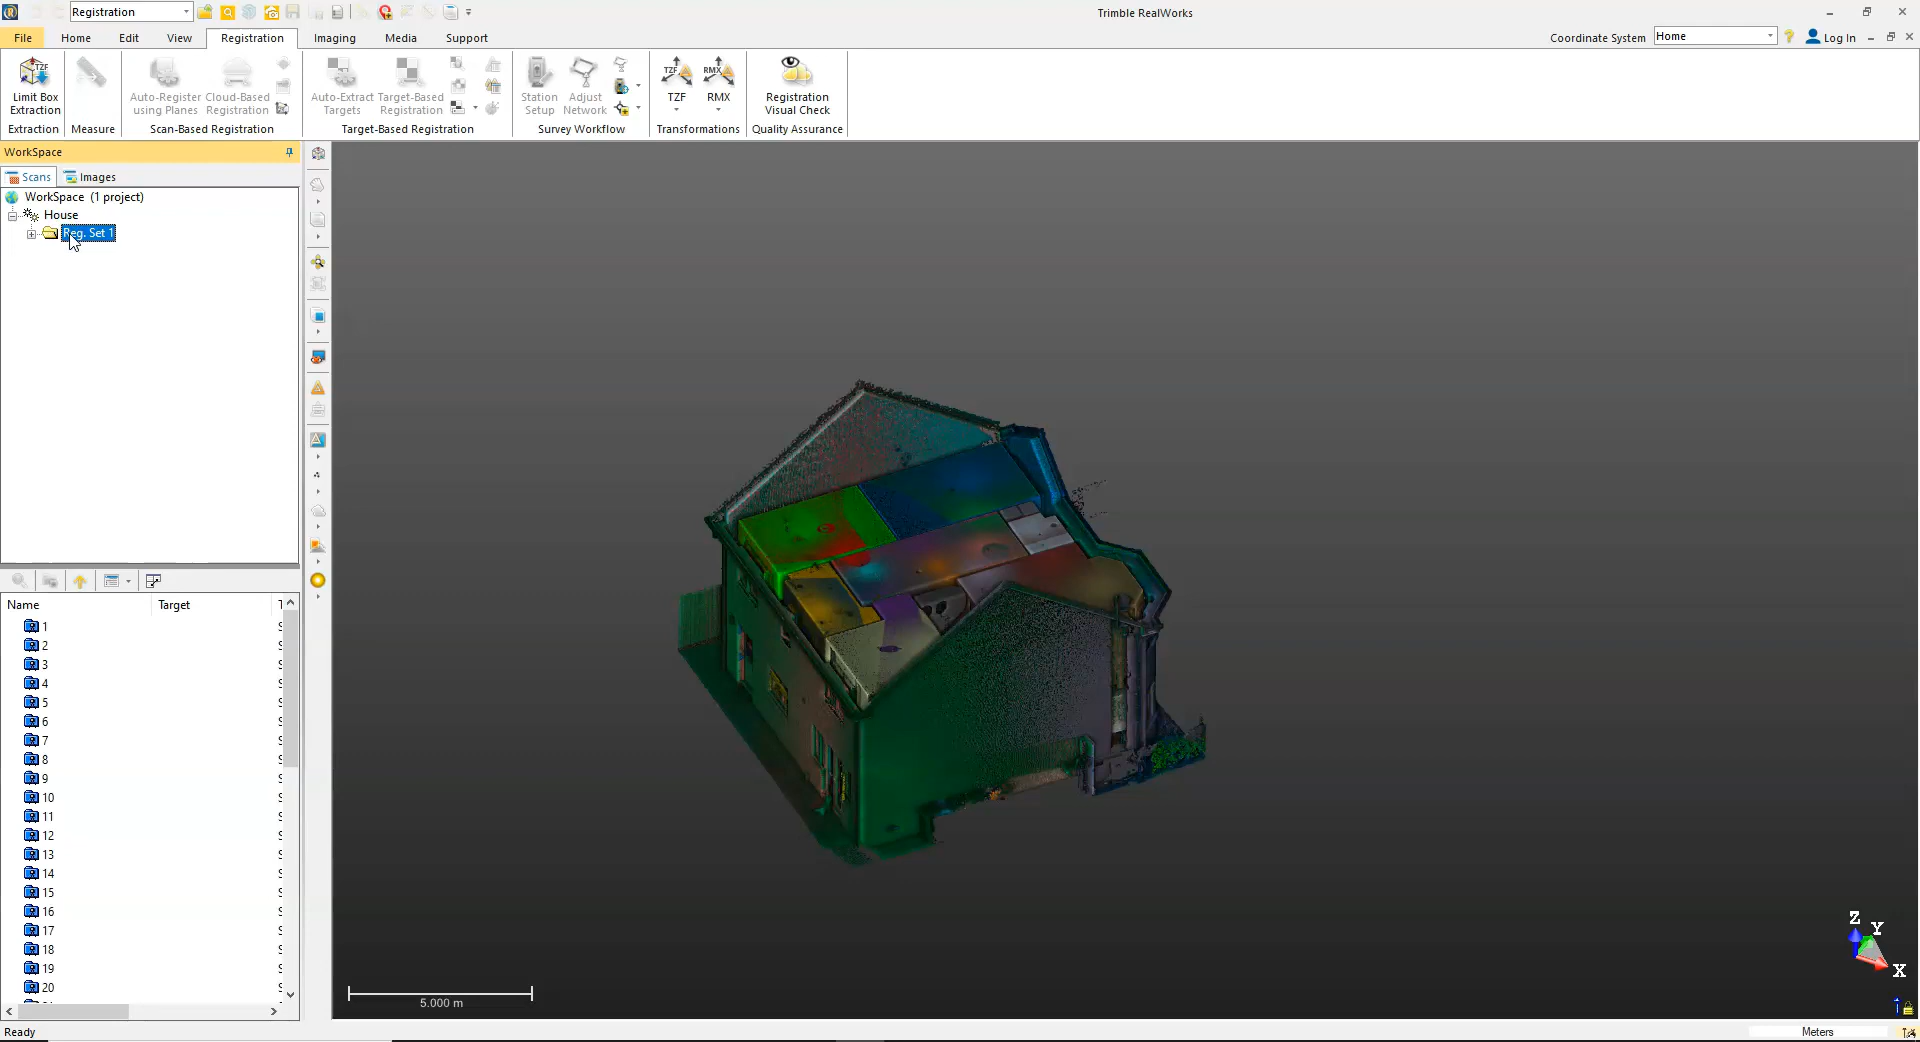 Registration
Trimble RealWorks
File
Home
Edit
View
Registration
Imaging
Media
Support
Coordinate System
Home
Log In
TZF
Limit Box
Extraction
Extraction
Measure
Auto-Register
using Planes
Cloud-Based
Registration
Scan-Based Registration
Auto-Extract
Targets
Target-Based
Registration
Target-Based Registration
Station
Setup
Adjust
Network
Survey Workflow
TZF
TZF
RMX
RMX
Transformations
Registration
Visual Check
Quality Assurance
WorkSpace
Scans
Images
WorkSpace (1 project)
House
Reg. Set 1
Name
Target
1
2
3
4
5
6
7
8
9
10
11
12
13
14
15
16
17
18
19
20
5.000 m
Z
Y
X
Ready
Meters